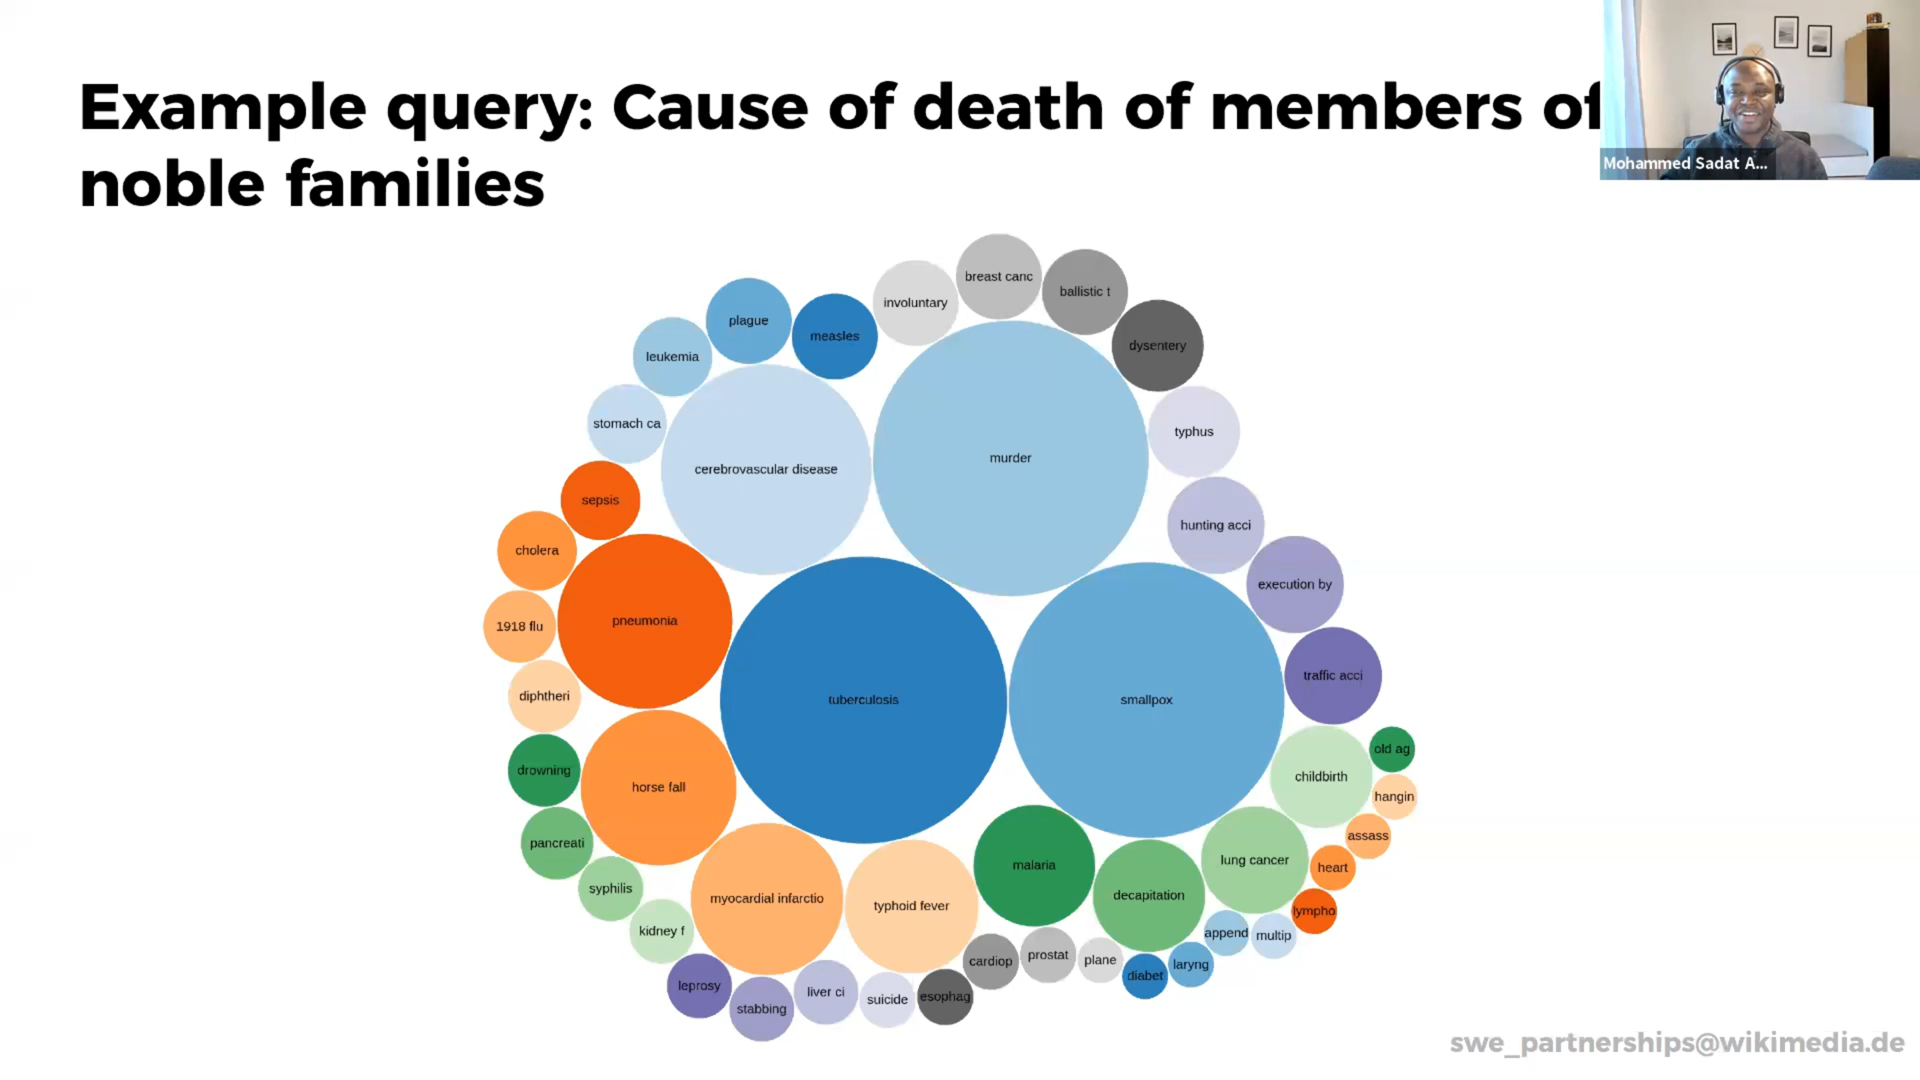 Example query: Cause of death of members of
noble families
Mohammed Sadat A...
breast canc
ballistic t
involuntary
plague
measles
dysentery
leukemia
stomach ca
typhus
murder
cerebrovascular disease
sepsis
hunting acci
cholera
execution by
pneumonia
1918 flu
traffic acci
diphtheri
tuberculosis
smallpox
old ag
drowning
childbirth
horse fall
hangin
assass
pancreati
lung cancer
malaria
heart
syphilis
decapitation
myocardial infarctio
typhoid fever
lympho
kidney f
append
multip
cardiop
prostat
plane
laryng
diabet
leprosy
liver ci
suicide
esophag
stabbing
swe_partnerships@wikimedia.de